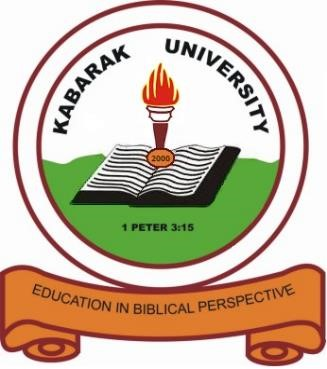 KABARAK UNIVERSITY
2000
1 PETER 3:15
EDUCATION IN BIBLICAL PERSPECTIVE